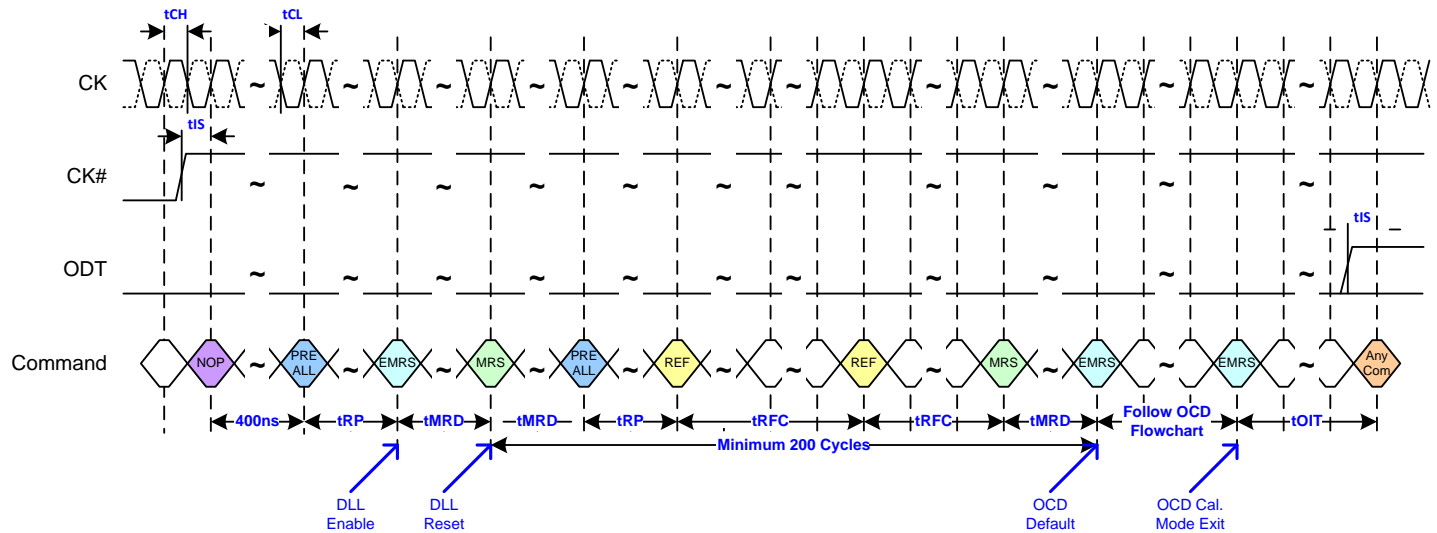 tCH
tCL
CK
~ ~ ~ ~ ~ ~ ~ ~ ~ ~ ~
tIS
CK#
~ ~ ~ ~ ~ ~ ~ ~ ~ ~ ~
tIS
ODT
~ ~ ~ ~ ~ ~ ~ ~ ~ ~ ~
Command
NOP
PRE
ALL
EMRS
MRS
PRE
ALL
REF
REF
MRS
EMRS
EMRS
Any
Com
~ ~ ~ ~ ~ ~ ~ ~ ~ ~ ~
400ns
tRP
tMRD
tMRD
tRP
tRFC
tRFC
tMRD
Follow OCD
Flowchart
tOIT
Minimum 200 Cycles
DLL
Enable
DLL
Reset
OCD
Default
OCD Cal.
Mode Exit